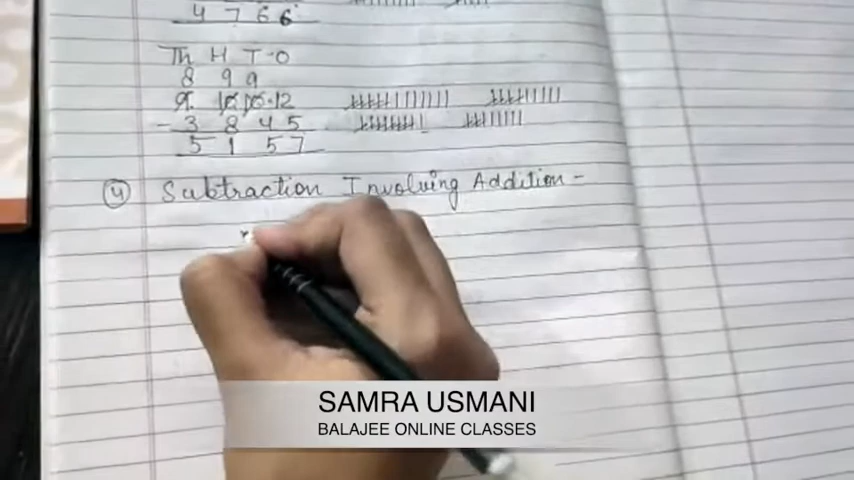 4 7 6 6
Th H T O
8 9 9
9. 10 10 12
- 3 8 4 5
5 1 5 7
4 Subtraction Involving Addition -
SAMRA USMANI
BALAJEE ONLINE CLASSES